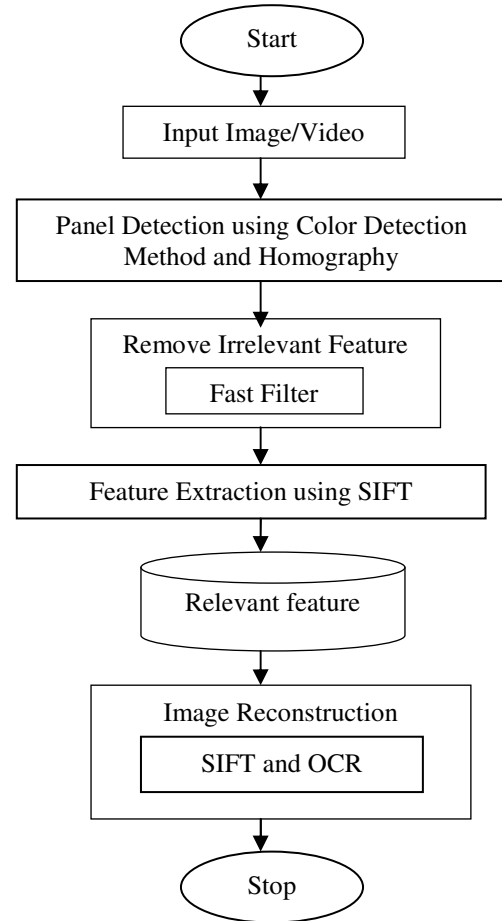 Start
Input Image/Video
Panel Detection using Color Detection
Method and Homography
Remove Irrelevant Feature
Fast Filter
Feature Extraction using SIFT
Relevant feature
Image Reconstruction
SIFT and OCR
Stop